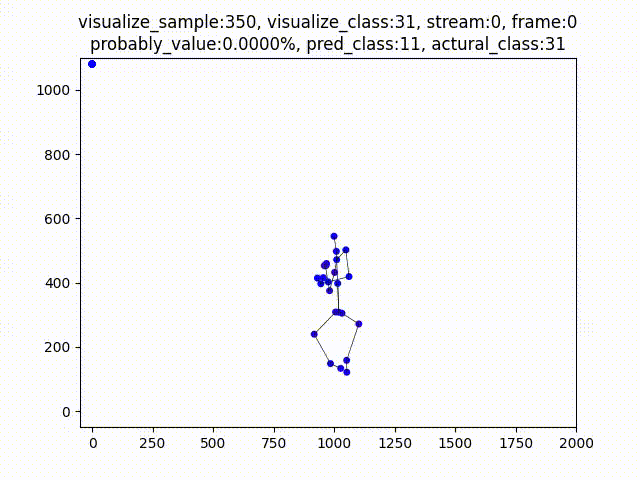 visualize_sample:350, visualize_class:31, stream:0, frame:0
probably_value:0.0000%, pred_class:11, actural_class:31
1000
800
600
400
200
0
0 250 500 750 1000 1250 1500 1750 2000